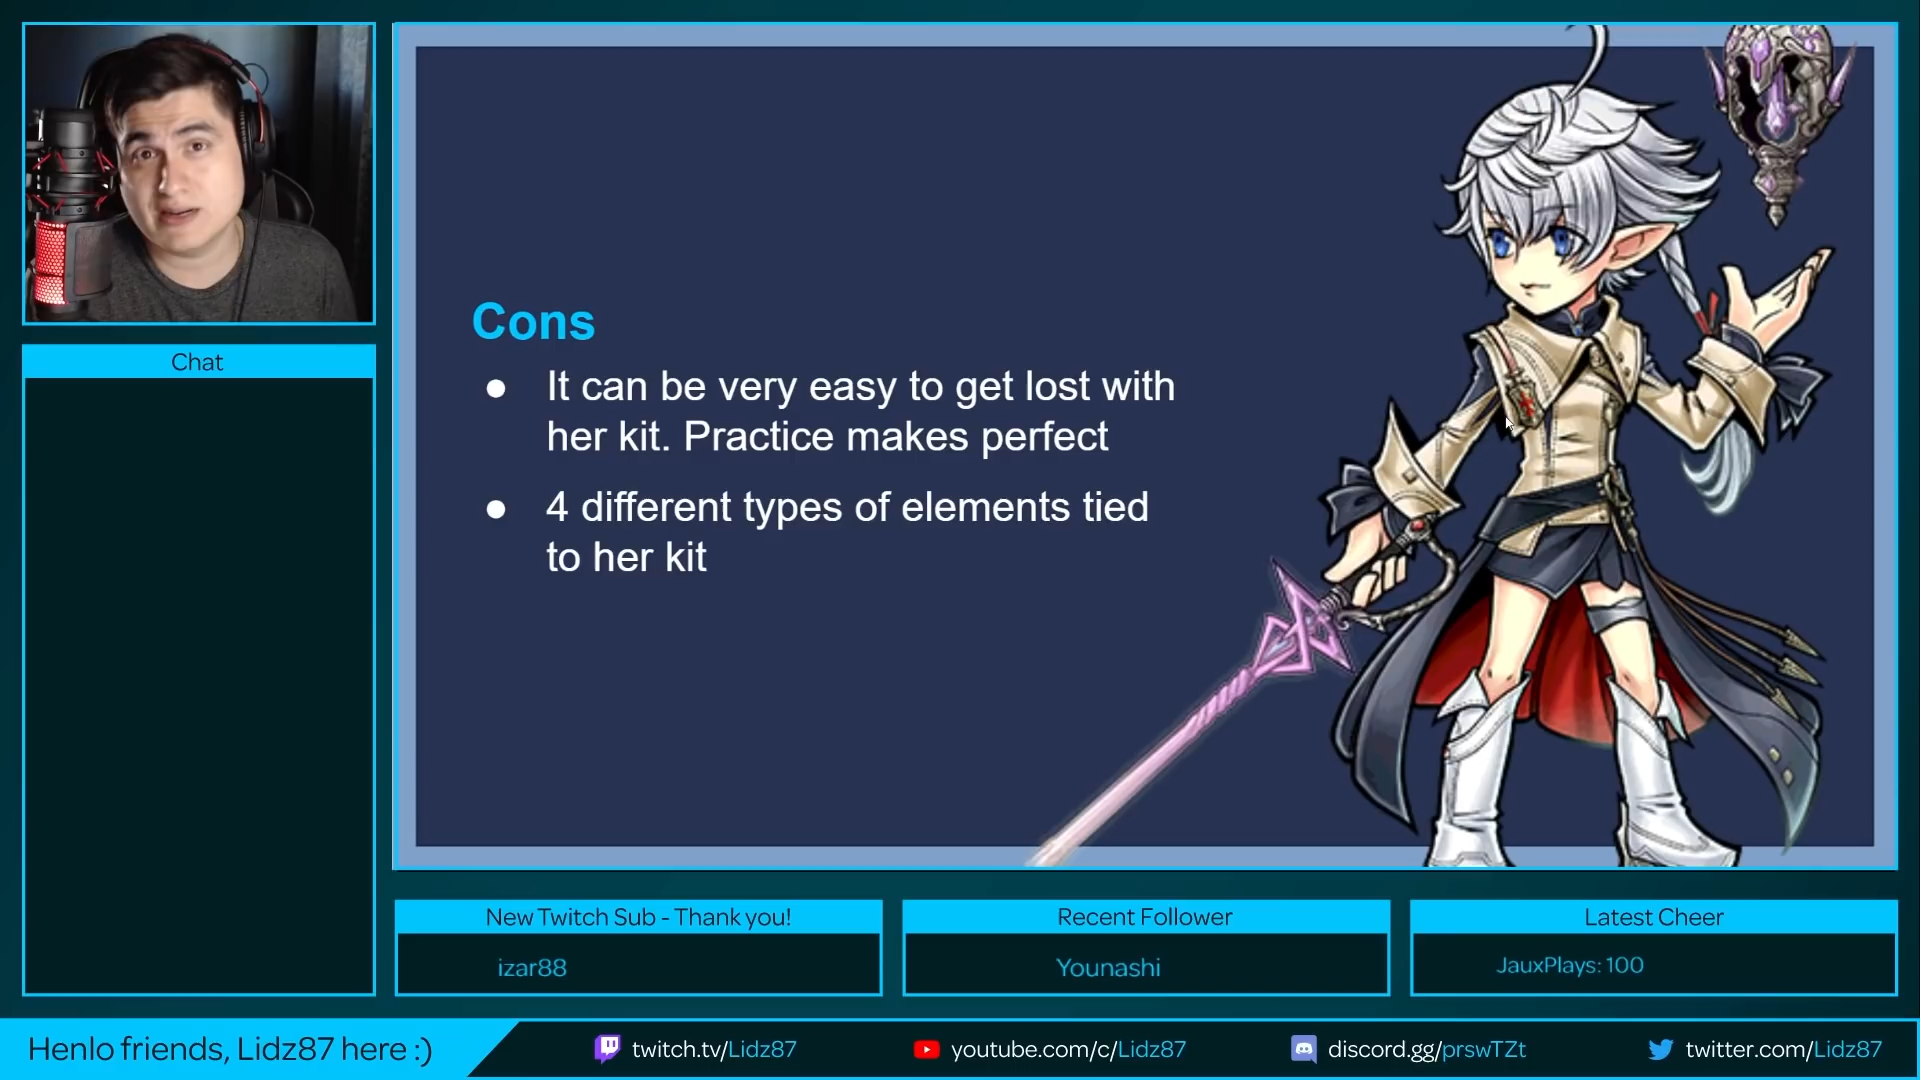 Chat
Cons
● It can be very easy to get lost with
her kit. Practice makes perfect
● 4 different types of elements tied
to her kit
New Twitch Sub - Thank you!
izar88
Recent Follower
Younashi
Latest Cheer
JauxPlays: 100
Henlo friends, Lidz87 here :)
twitch.tv/Lidz87
youtube.com/c/Lidz87
discord.gg/prswTZt
twitter.com/Lidz87